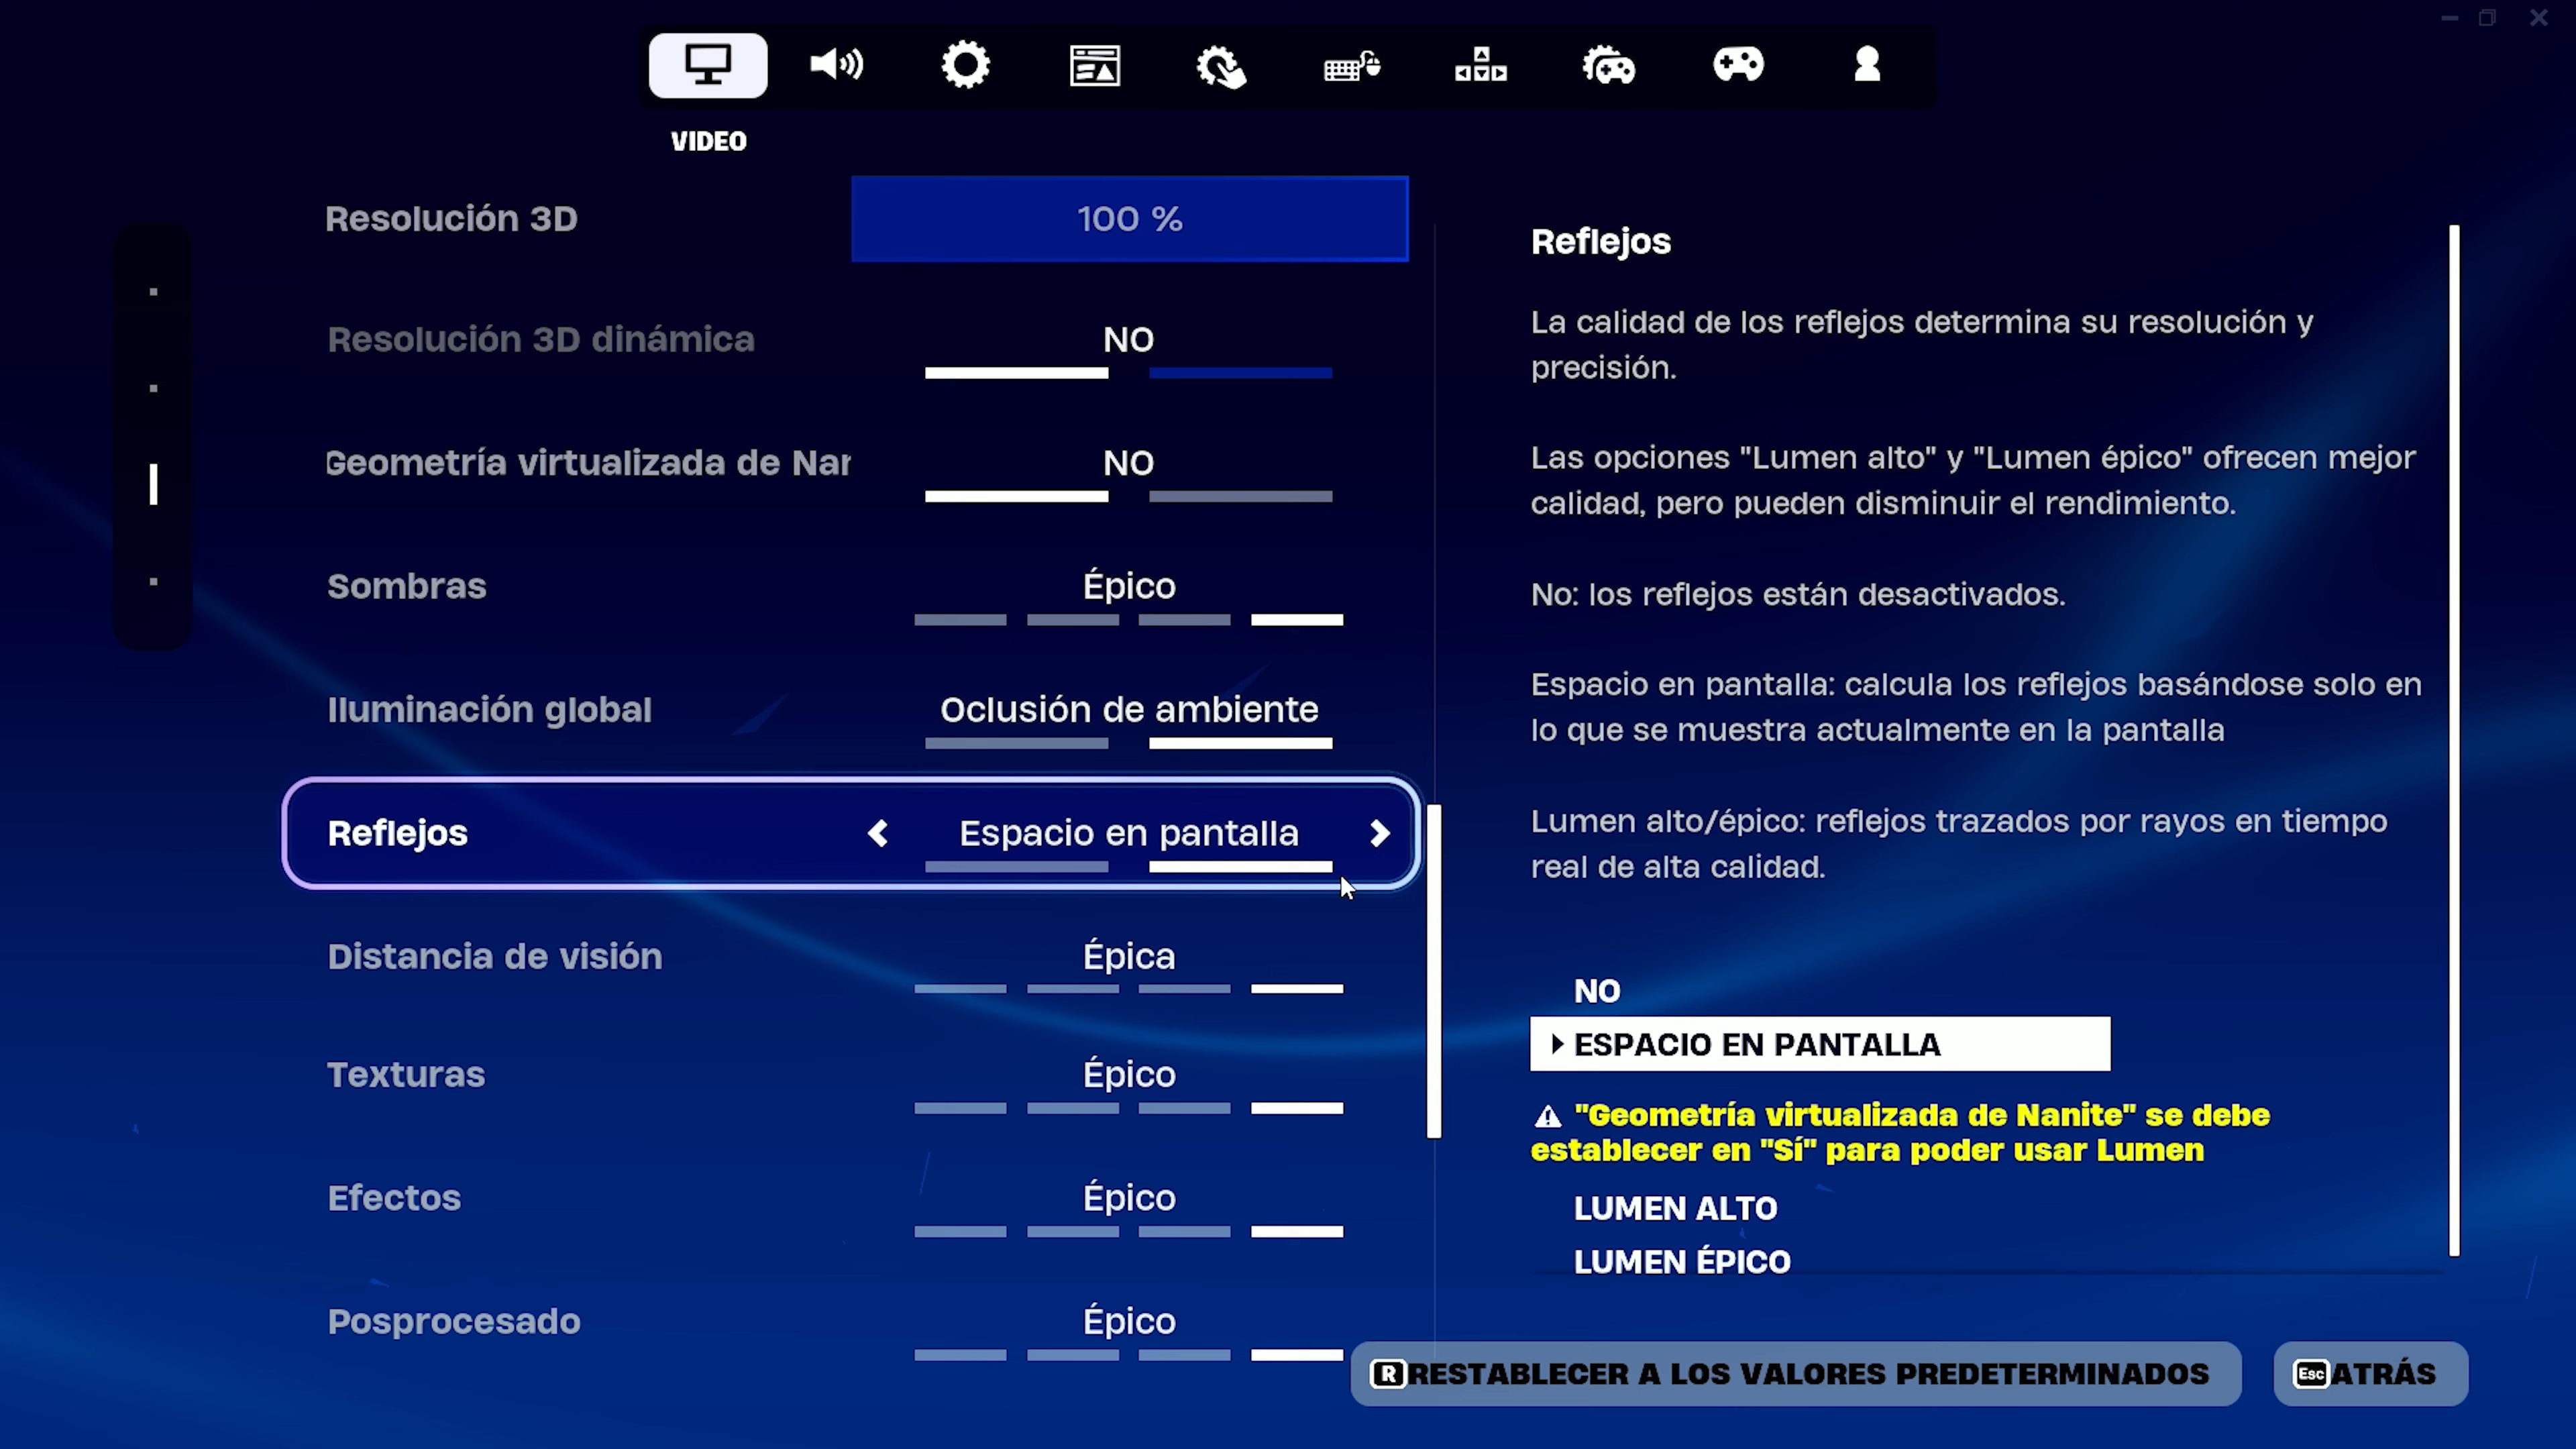 VIDEO
Resolución 3D
100 %
Resolución 3D dinámica
NO
Geometría virtualizada de Nar
NO
Sombras
Épico
Iluminación global
Oclusión de ambiente
Reflejos
Espacio en pantalla
Distancia de visión
Épica
Texturas
Épico
Efectos
Épico
Posprocesado
Épico
Reflejos
La calidad de los reflejos determina su resolución y
precisión.
Las opciones "Lumen alto" y "Lumen épico" ofrecen mejor
calidad, pero pueden disminuir el rendimiento.
No: los reflejos están desactivados.
Espacio en pantalla: calcula los reflejos basándose solo en
lo que se muestra actualmente en la pantalla
Lumen alto/épico: reflejos trazados por rayos en tiempo
real de alta calidad.
NO
ESPACIO EN PANTALLA
"Geometría virtualizada de Nanite" se debe
establecer en "Sí" para poder usar Lumen
LUMEN ALTO
LUMEN ÉPICO
R RESTABLECER A LOS VALORES PREDETERMINADOS
Esc ATRÁS